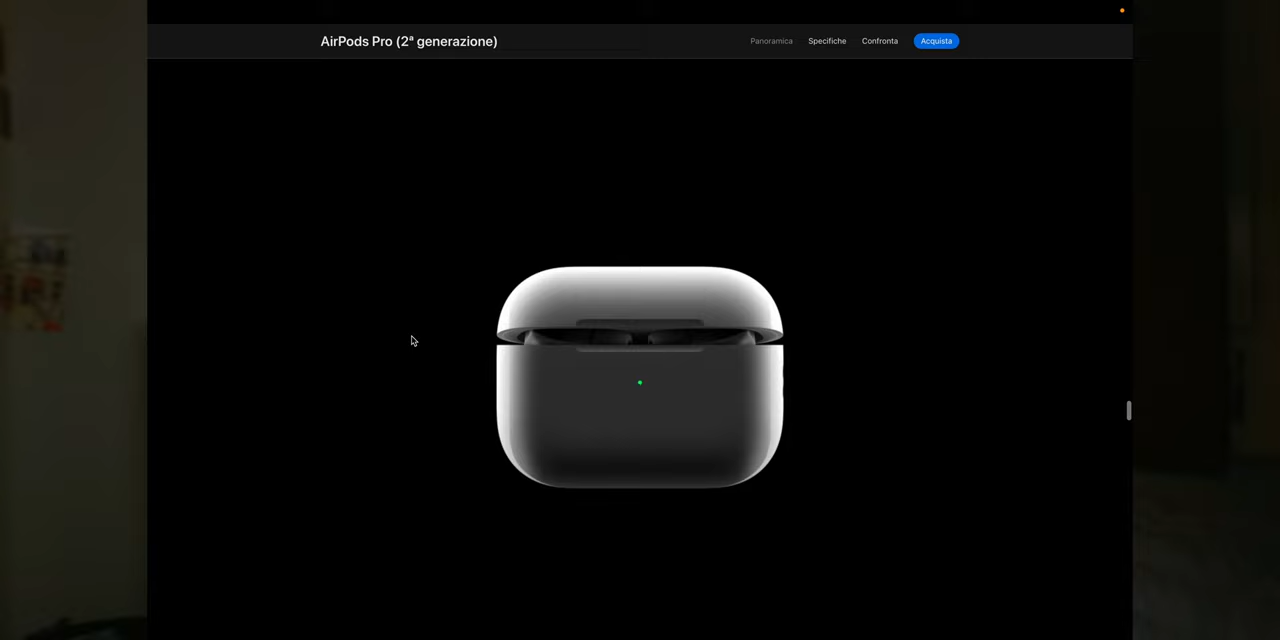 AirPods Pro (2ª generazione)
Panoramica
Specifiche
Confronta
Acquista